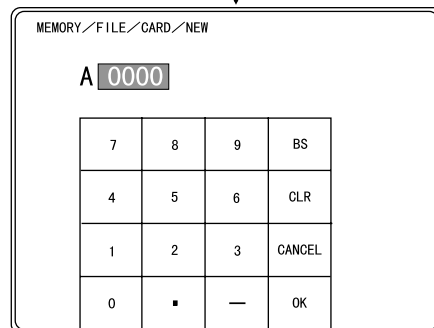 MEMORY／FILE／CARD／NEW
A 0000
7 8 9 BS
4 5 6 CLR
1 2 3 CANCEL
0 . — OK